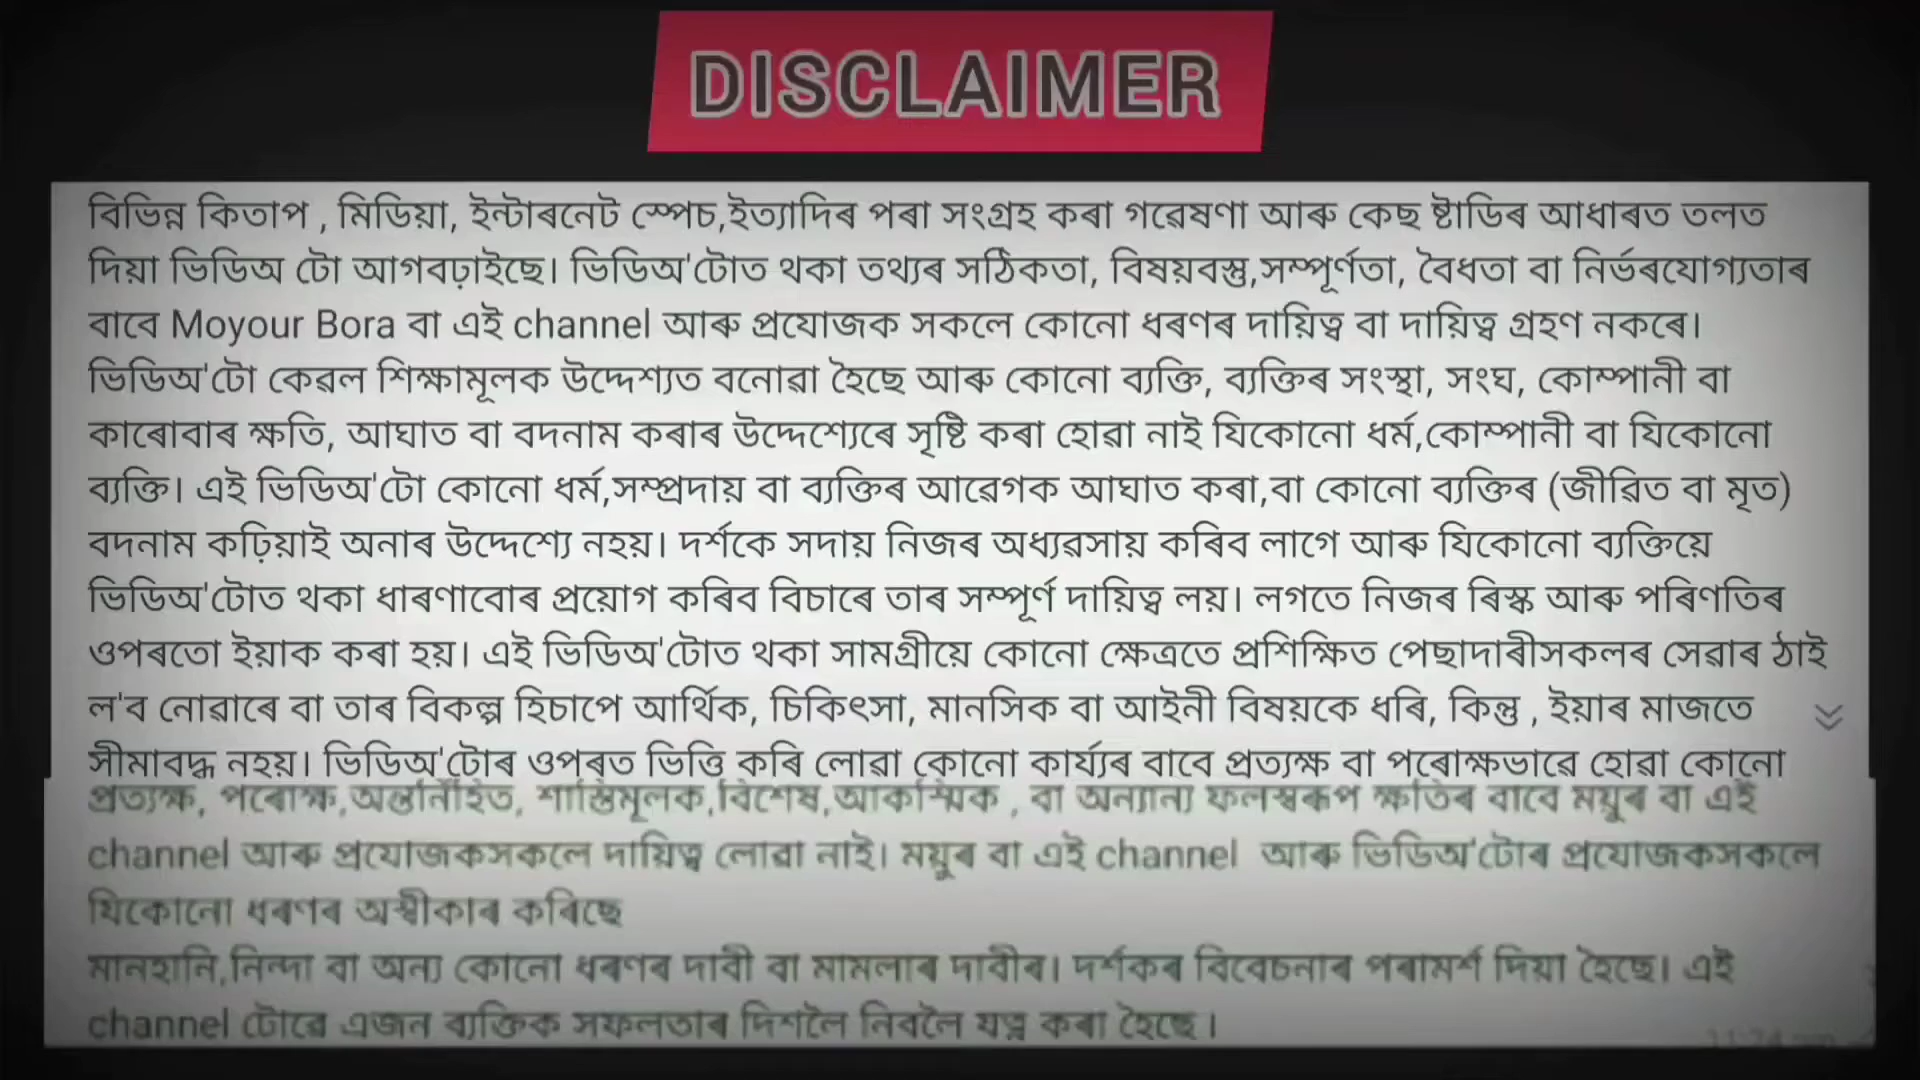 DISCLAIMER
বিভিন্ন কিতাপ , মিডিয়া, ইন্টাৰনেট স্পেচ,ইত্যাদিৰ পৰা সংগ্ৰহ কৰা গৱেষণা আৰু কেছ ষ্টাডিৰ আধাৰত তলত
দিয়া ভিডিঅ টো আগবঢ়াইছে। ভিডিঅ'টোত থকা তথ্যৰ সঠিকতা, বিষয়বস্তু,সম্পূৰ্ণতা, বৈধতা বা নিৰ্ভৰযোগ্যতাৰ
বাবে Moyour Bora বা এই channel আৰু প্ৰযোজক সকলে কোনো ধৰণৰ দায়িত্ব বা দায়িত্ব গ্ৰহণ নকৰে।
ভিডিঅ'টো কেৱল শিক্ষামূলক উদ্দেশ্যত বনোৱা হৈছে আৰু কোনো ব্যক্তি, ব্যক্তিৰ সংস্থা, সংঘ, কোম্পানী বা
কাৰোবাৰ ক্ষতি, আঘাত বা বদনাম কৰাৰ উদ্দেশ্যেৰে সৃষ্টি কৰা হোৱা নাই যিকোনো ধৰ্ম,কোম্পানী বা যিকোনো
ব্যক্তি। এই ভিডিঅ'টো কোনো ধৰ্ম,সম্প্ৰদায় বা ব্যক্তিৰ আৱেগক আঘাত কৰা,বা কোনো ব্যক্তিৰ (জীৱিত বা মৃত)
বদনাম কঢ়িয়াই অনাৰ উদ্দেশ্যে নহয়। দৰ্শকে সদায় নিজৰ অধ্যৱসায় কৰিব লাগে আৰু যিকোনো ব্যক্তিয়ে
ভিডিঅ'টোত থকা ধাৰণাবোৰ প্ৰয়োগ কৰিব বিচাৰে তাৰ সম্পূৰ্ণ দায়িত্ব লয়। লগতে নিজৰ ৰিস্ক আৰু পৰিণতিৰ
ওপৰতো ইয়াক কৰা হয়। এই ভিডিঅ'টোত থকা সামগ্ৰীয়ে কোনো ক্ষেত্ৰতে প্ৰশিক্ষিত পেছাদাৰীসকলৰ সেৱাৰ ঠাই
ল'ব নোৱাৰে বা তাৰ বিকল্প হিচাপে আৰ্থিক, চিকিৎসা, মানসিক বা আইনী বিষয়কে ধৰি, কিন্তু , ইয়াৰ মাজতে
সীমাবদ্ধ নহয়। ভিডিঅ'টোৰ ওপৰত ভিত্তি কৰি লোৱা কোনো কাৰ্য্যৰ বাবে প্ৰত্যক্ষ বা পৰোক্ষভাৱে হোৱা কোনো
প্ৰত্যক্ষ, পৰোক্ষ,অন্তৰ্নিহিত, শাস্তিমূলক,বিশেষ,আকস্মিক , বা অন্যান্য ফলস্বৰূপ ক্ষতিৰ বাবে ময়ুৰ বা এই
channel আৰু প্ৰযোজকসকলে দায়িত্ব লোৱা নাই। ময়ুৰ বা এই channel আৰু ভিডিঅ'টোৰ প্ৰযোজকসকলে
যিকোনো ধৰণৰ অস্বীকাৰ কৰিছে
মানহানি,নিন্দা বা অন্য কোনো ধৰণৰ দাবী বা মামলাৰ দাবীৰ। দৰ্শকৰ বিবেচনাৰ পৰামৰ্শ দিয়া হৈছে। এই
channel টোৱে এজন ব্যক্তিক সফলতাৰ দিশলৈ নিবলৈ যত্ন কৰা হৈছে ।